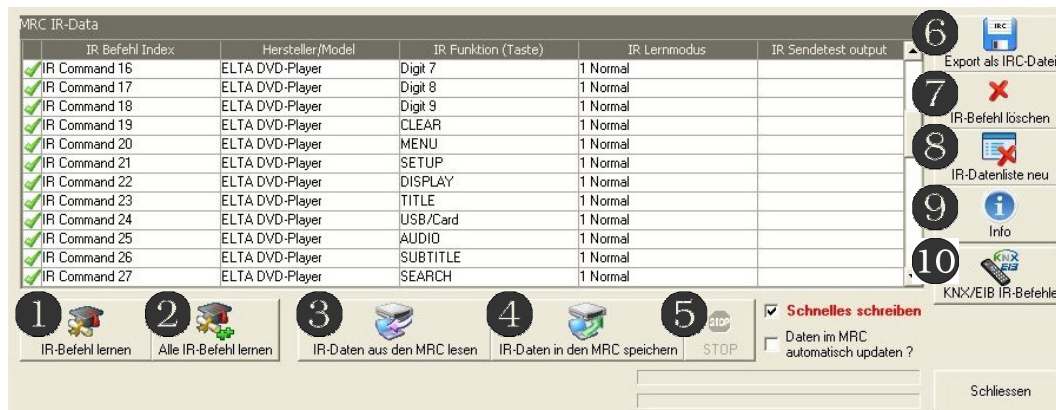 MRC IR-Data
IR Befehl Index Hersteller/Model IR Funktion (Taste) IR Lernmodus IR Sendetest output
IR Command 16 ELTA DVD-Player Digit 7 1 Normal
IR Command 17 ELTA DVD-Player Digit 8 1 Normal
IR Command 18 ELTA DVD-Player Digit 9 1 Normal
IR Command 19 ELTA DVD-Player CLEAR 1 Normal
IR Command 20 ELTA DVD-Player MENU 1 Normal
IR Command 21 ELTA DVD-Player SETUP 1 Normal
IR Command 22 ELTA DVD-Player DISPLAY 1 Normal
IR Command 23 ELTA DVD-Player TITLE 1 Normal
IR Command 24 ELTA DVD-Player USB/Card 1 Normal
IR Command 25 ELTA DVD-Player AUDIO 1 Normal
IR Command 26 ELTA DVD-Player SUBTITLE 1 Normal
IR Command 27 ELTA DVD-Player SEARCH 1 Normal
6 IRC
Export als IRC-Datei
7
IR-Befehl löschen
8
IR-Datenliste neu
9
Info
10 KNX EIB
KNX/EIB IR-Befehle
1
IR-Befehl lernen
2
Alle IR-Befehl lernen
3
IR-Daten aus den MRC lesen
4
IR-Daten in den MRC speichern
5 STOP
STOP
Schnelles schreiben
Daten im MRC
automatisch updaten ?
Schliessen